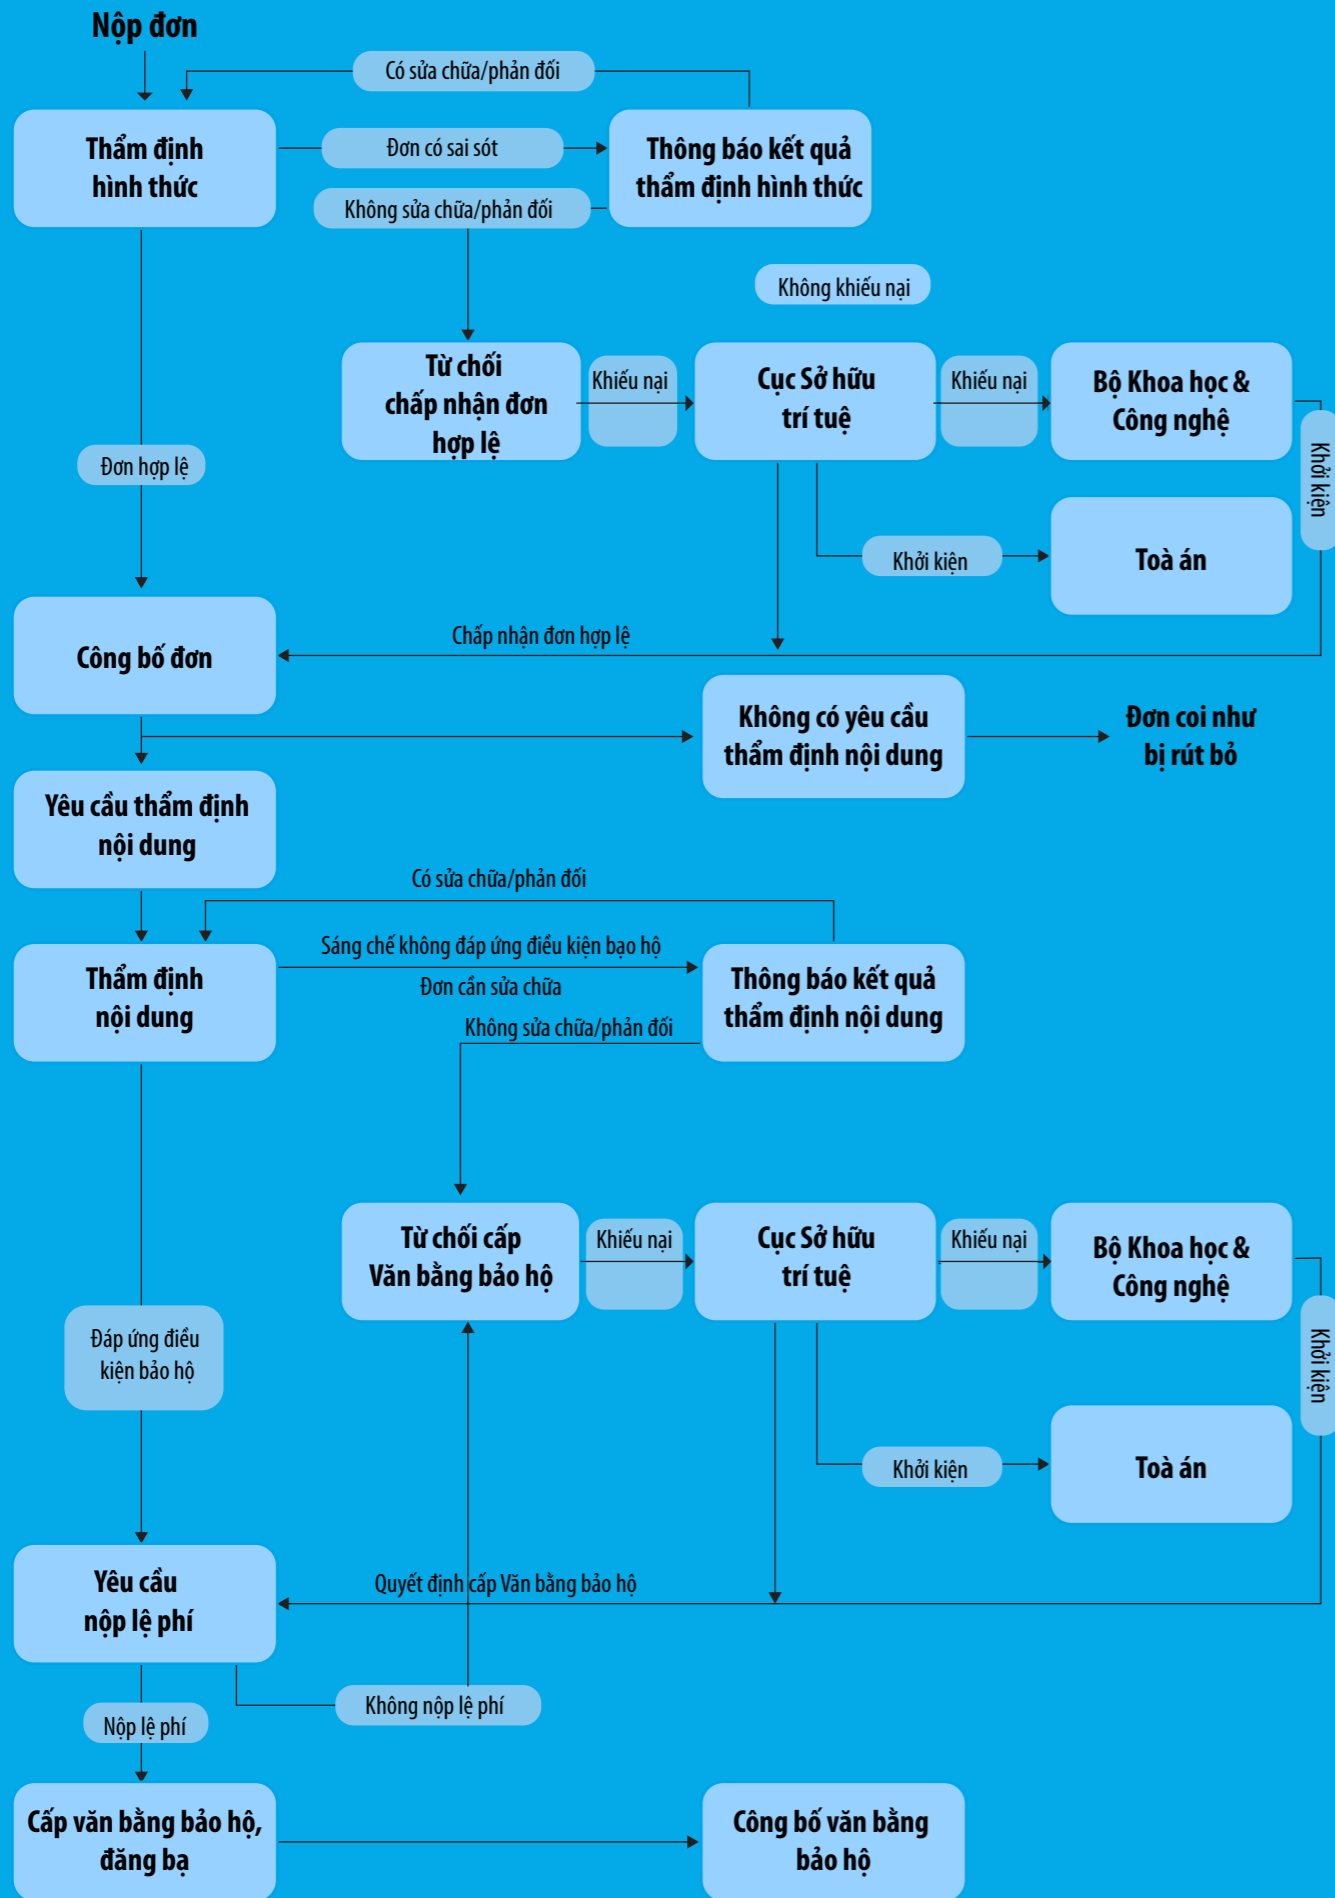 Nộp đơn
Có sửa chữa/phản đối
Thẩm định
hình thức
Đơn có sai sót
Thông báo kết quả
thẩm định hình thức
Không sửa chữa/phản đối
Không khiếu nại
Từ chối
chấp nhận đơn
hợp lệ
Khiếu nại
Cục Sở hữu
trí tuệ
Khiếu nại
Bộ Khoa học &
Công nghệ
Khởi kiện
Đơn hợp lệ
Khởi kiện
Toà án
Công bố đơn
Chấp nhận đơn hợp lệ
Không có yêu cầu
thẩm định nội dung
Đơn coi như
bị rút bỏ
Yêu cầu thẩm định
nội dung
Có sửa chữa/phản đối
Thẩm định
nội dung
Sáng chế không đáp ứng điều kiện bạo hộ
Đơn cần sửa chữa
Thông báo kết quả
thẩm định nội dung
Không sửa chữa/phản đối
Từ chối cấp
Văn bằng bảo hộ
Khiếu nại
Cục Sở hữu
trí tuệ
Khiếu nại
Bộ Khoa học &
Công nghệ
Khởi kiện
Đáp ứng điều
kiện bảo hộ
Khởi kiện
Toà án
Yêu cầu
nộp lệ phí
Quyết định cấp Văn bằng bảo hộ
Không nộp lệ phí
Nộp lệ phí
Cấp văn bằng bảo hộ,
đăng bạ
Công bố văn bằng
bảo hộ